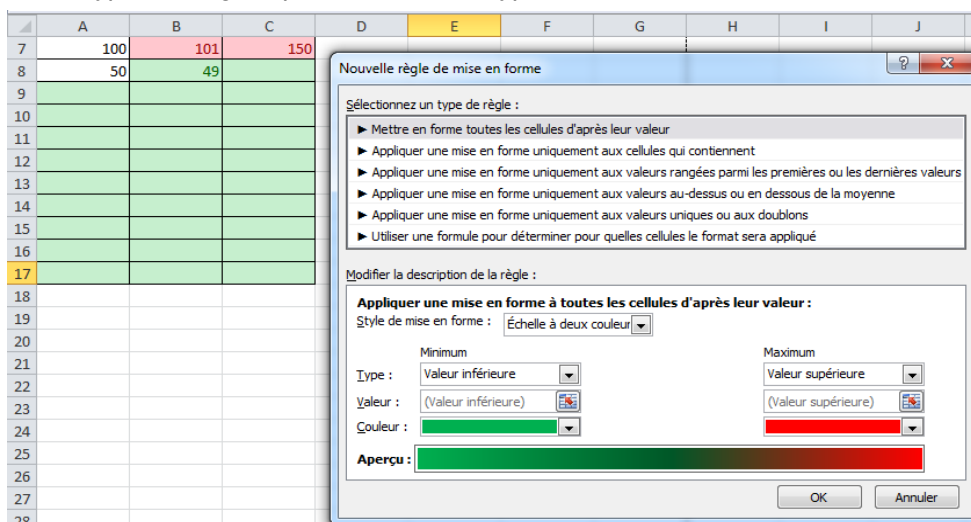 A B C D E F G H I J
7 100 101 150
8 50 49
9
10
11
12
13
14
15
16
17
18
19
20
21
22
23
24
25
26
27
Nouvelle règle de mise en forme
Sélectionnez un type de règle :
► Mettre en forme toutes les cellules d'après leur valeur
► Appliquer une mise en forme uniquement aux cellules qui contiennent
► Appliquer une mise en forme uniquement aux valeurs rangées parmi les premières ou les dernières valeurs
► Appliquer une mise en forme uniquement aux valeurs au-dessus ou en dessous de la moyenne
► Appliquer une mise en forme uniquement aux valeurs uniques ou aux doublons
► Utiliser une formule pour déterminer pour quelles cellules le format sera appliqué
Modifier la description de la règle :
Appliquer une mise en forme à toutes les cellules d'après leur valeur :
Style de mise en forme : Échelle à deux couleur
Minimum Maximum
Type : Valeur inférieure Valeur supérieure
Valeur : (Valeur inférieure) (Valeur supérieure)
Couleur :
Aperçu :
OK Annuler